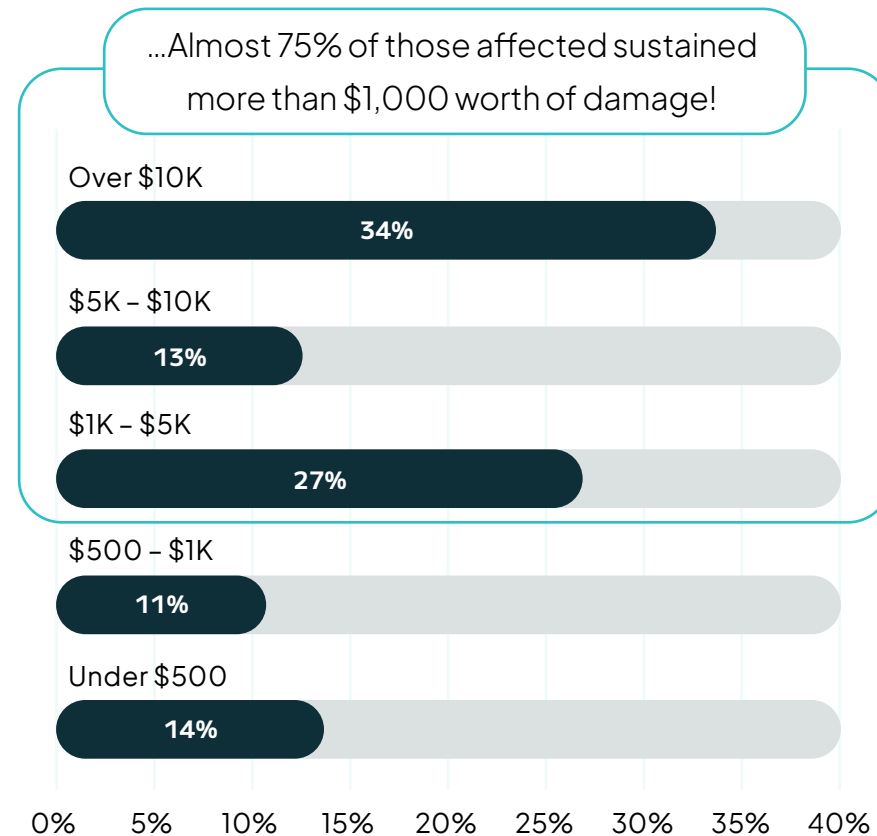 ...Almost 75% of those affected sustained
more than $1,000 worth of damage!
Over $10K
34%
$5K – $10K
13%
$1K – $5K
27%
$500 – $1K
11%
Under $500
14%
0% 5% 10% 15% 20% 25% 30% 35% 40%